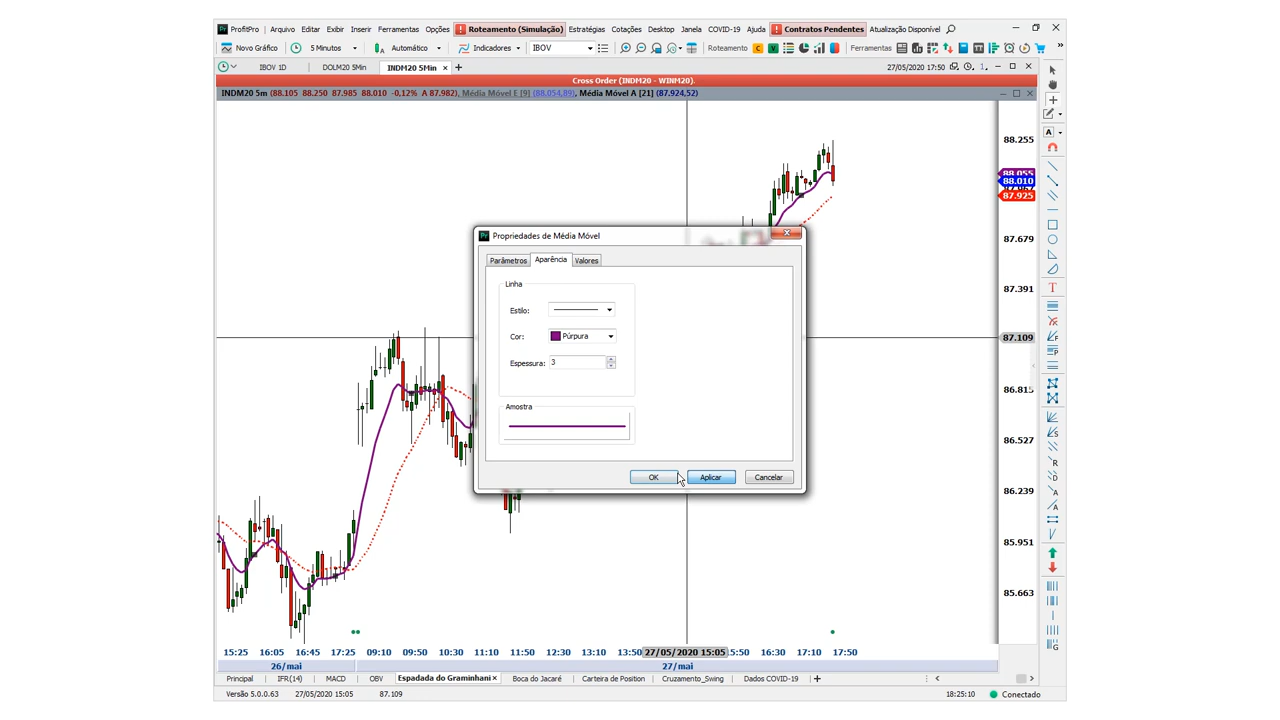 ProfitPro Arquivo Editar Exibir Inserir Ferramentas Opções Roteamento (Simulação) Estratégias Cotações Desktop Janela COVID-19 Ajuda Contratos Pendentes Atualização Disponível
Novo Gráfico 5 Minutos Automático Indicadores IBOV Roteamento Ferramentas
IBOV 1D DOLM20 5Min INDM20 5Min 27/05/2020 17:50
Cross Order (INDM20 - WINM20).
INDM20 5m (88.105 88.250 87.985 88.010 -0,12% A 87.982), Média Móvel E [9] (88.054,89), Média Móvel A [21] (87.924,52)
88.255
88.055
88.010
87.925
87.679
87.391
87.109
86.815
86.527
86.239
85.951
85.663
Propriedades de Média Móvel
Parâmetros Aparência Valores
Linha
Estilo:
Cor: Púrpura
Espessura: 3
Amostra
OK Aplicar Cancelar
15:25 16:05 16:45 17:25 09:10 09:50 10:30 11:10 11:50 12:30 13:10 13:50 27/05/2020 15:05 15:50 16:30 17:10 17:50
26/mai 27/mai
Principal IFR(14) MACD OBV Espadada do Graminhani Boca do Jacaré Carteira de Position Cruzamento_Swing Dados COVID-19
Versão 5.0.0.63 27/05/2020 15:05 87.109 18:25:10 Conectado